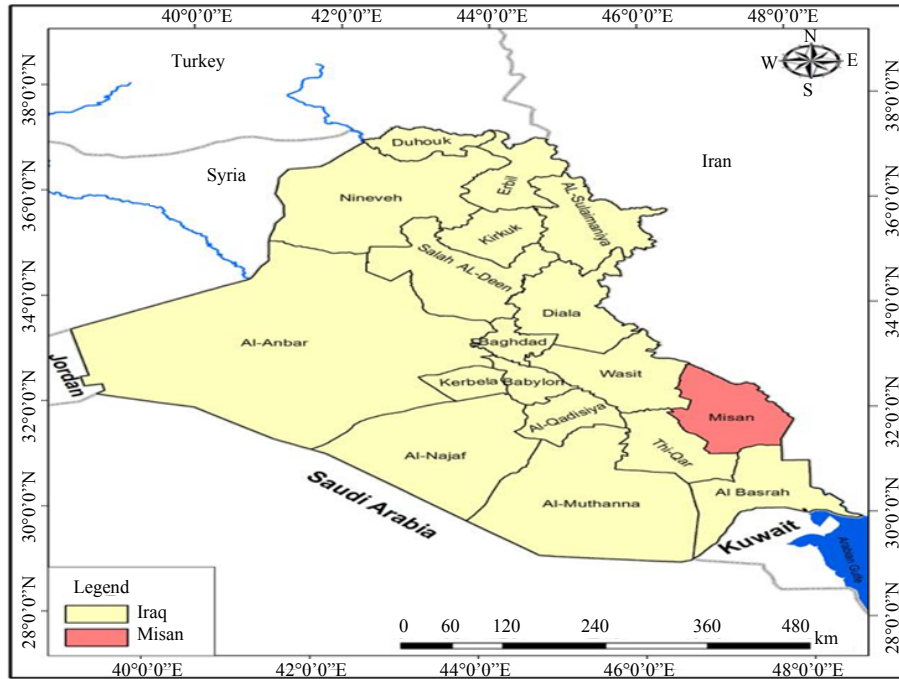 40°0’0”E 42°0’0”E 44°0’0”E 46°0’0”E 48°0’0”E
N
W E
S
38°0’0”N
38°0’0”N
Turkey
Iran
Syria
Duhouk
Nineveh
Erbil
AL-Sulaimaniya
36°0’0”N
36°0’0”N
Kirkuk
Salah AL-Deen
34°0’0”N
34°0’0”N
Diala
Al-Anbar
Baghdad
Jordan
Kerbela
Babylon
Wasit
32°0’0”N
32°0’0”N
Misan
Al-Qadisiya
Thi-Qar
Al-Najaf
Al Basrah
Al-Muthanna
Saudi Arabia
30°0’0”N
30°0’0”N
Kuwait
Arabian Gulfe
28°0’0”N
28°0’0”N
Legend
Iraq
Misan
0 60 120 240 360 480
km
40°0’0”E 42°0’0”E 44°0’0”E 46°0’0”E 48°0’0”E